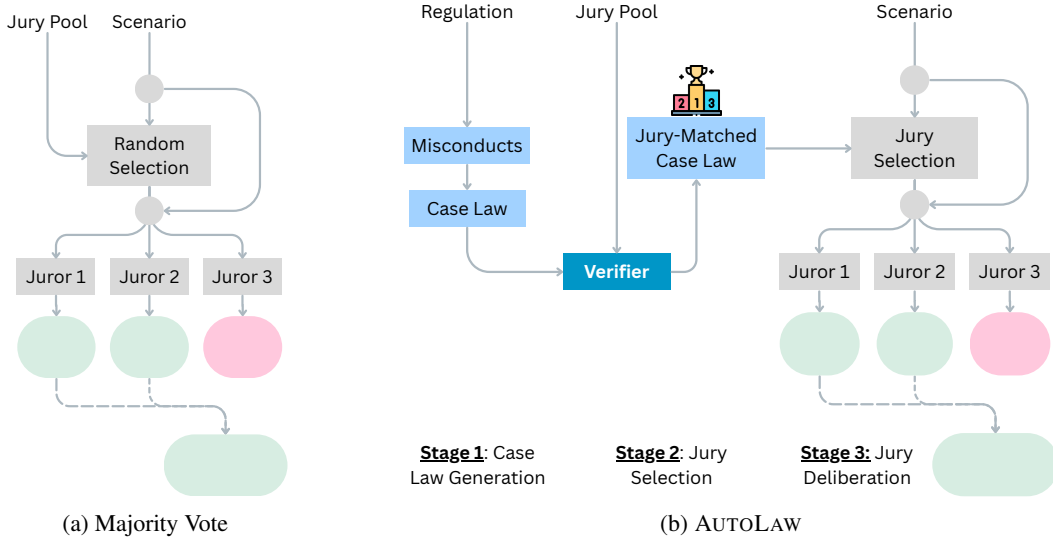 Jury Pool
Scenario
Random
Selection
Juror 1
Juror 2
Juror 3
(a) Majority Vote
Regulation
Jury Pool
Scenario
Misconducts
Case Law
Verifier
2 1 3
Jury-Matched
Case Law
Jury
Selection
Juror 1
Juror 2
Juror 3
Stage 1: Case
Law Generation
Stage 2: Jury
Selection
Stage 3: Jury
Deliberation
(b) AUTOLAW